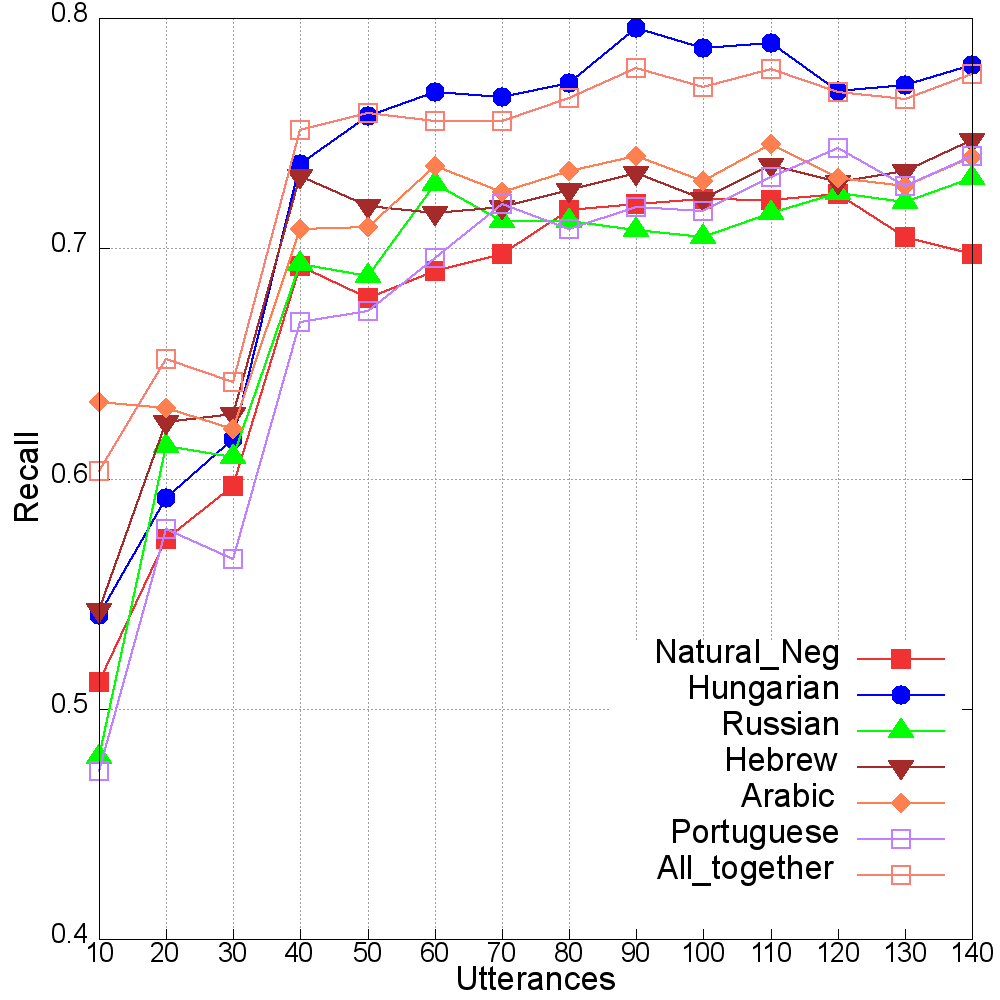 0.8
0.7
0.6
0.5
0.4
Recall
Natural_Neg
Hungarian
Russian
Hebrew
Arabic
Portuguese
All_together
10 20 30 40 50 60 70 80 90 100 110 120 130 140
Utterances